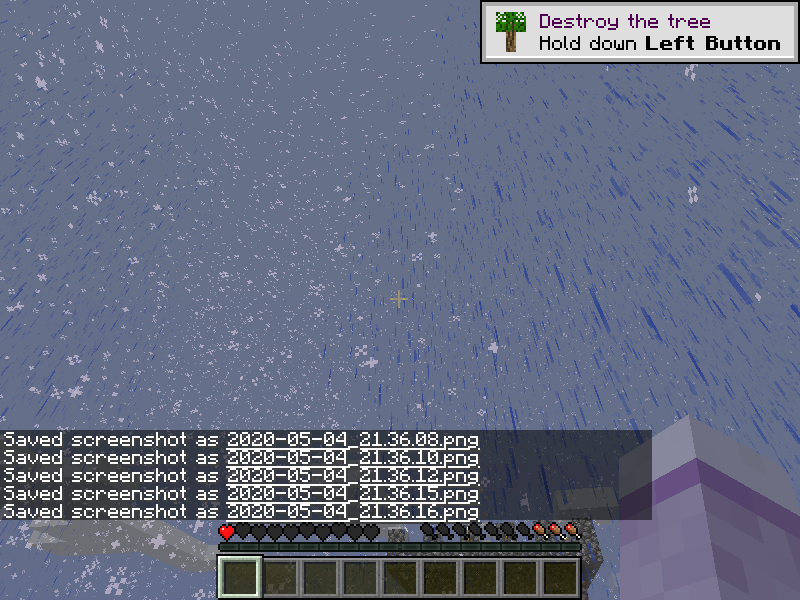 Destroy the tree
Hold down Left Button
Saved screenshot as 2020-05-04_21.36.08.png
Saved screenshot as 2020-05-04_21.36.10.png
Saved screenshot as 2020-05-04_21.36.12.png
Saved screenshot as 2020-05-04_21.36.15.png
Saved screenshot as 2020-05-04_21.36.16.png